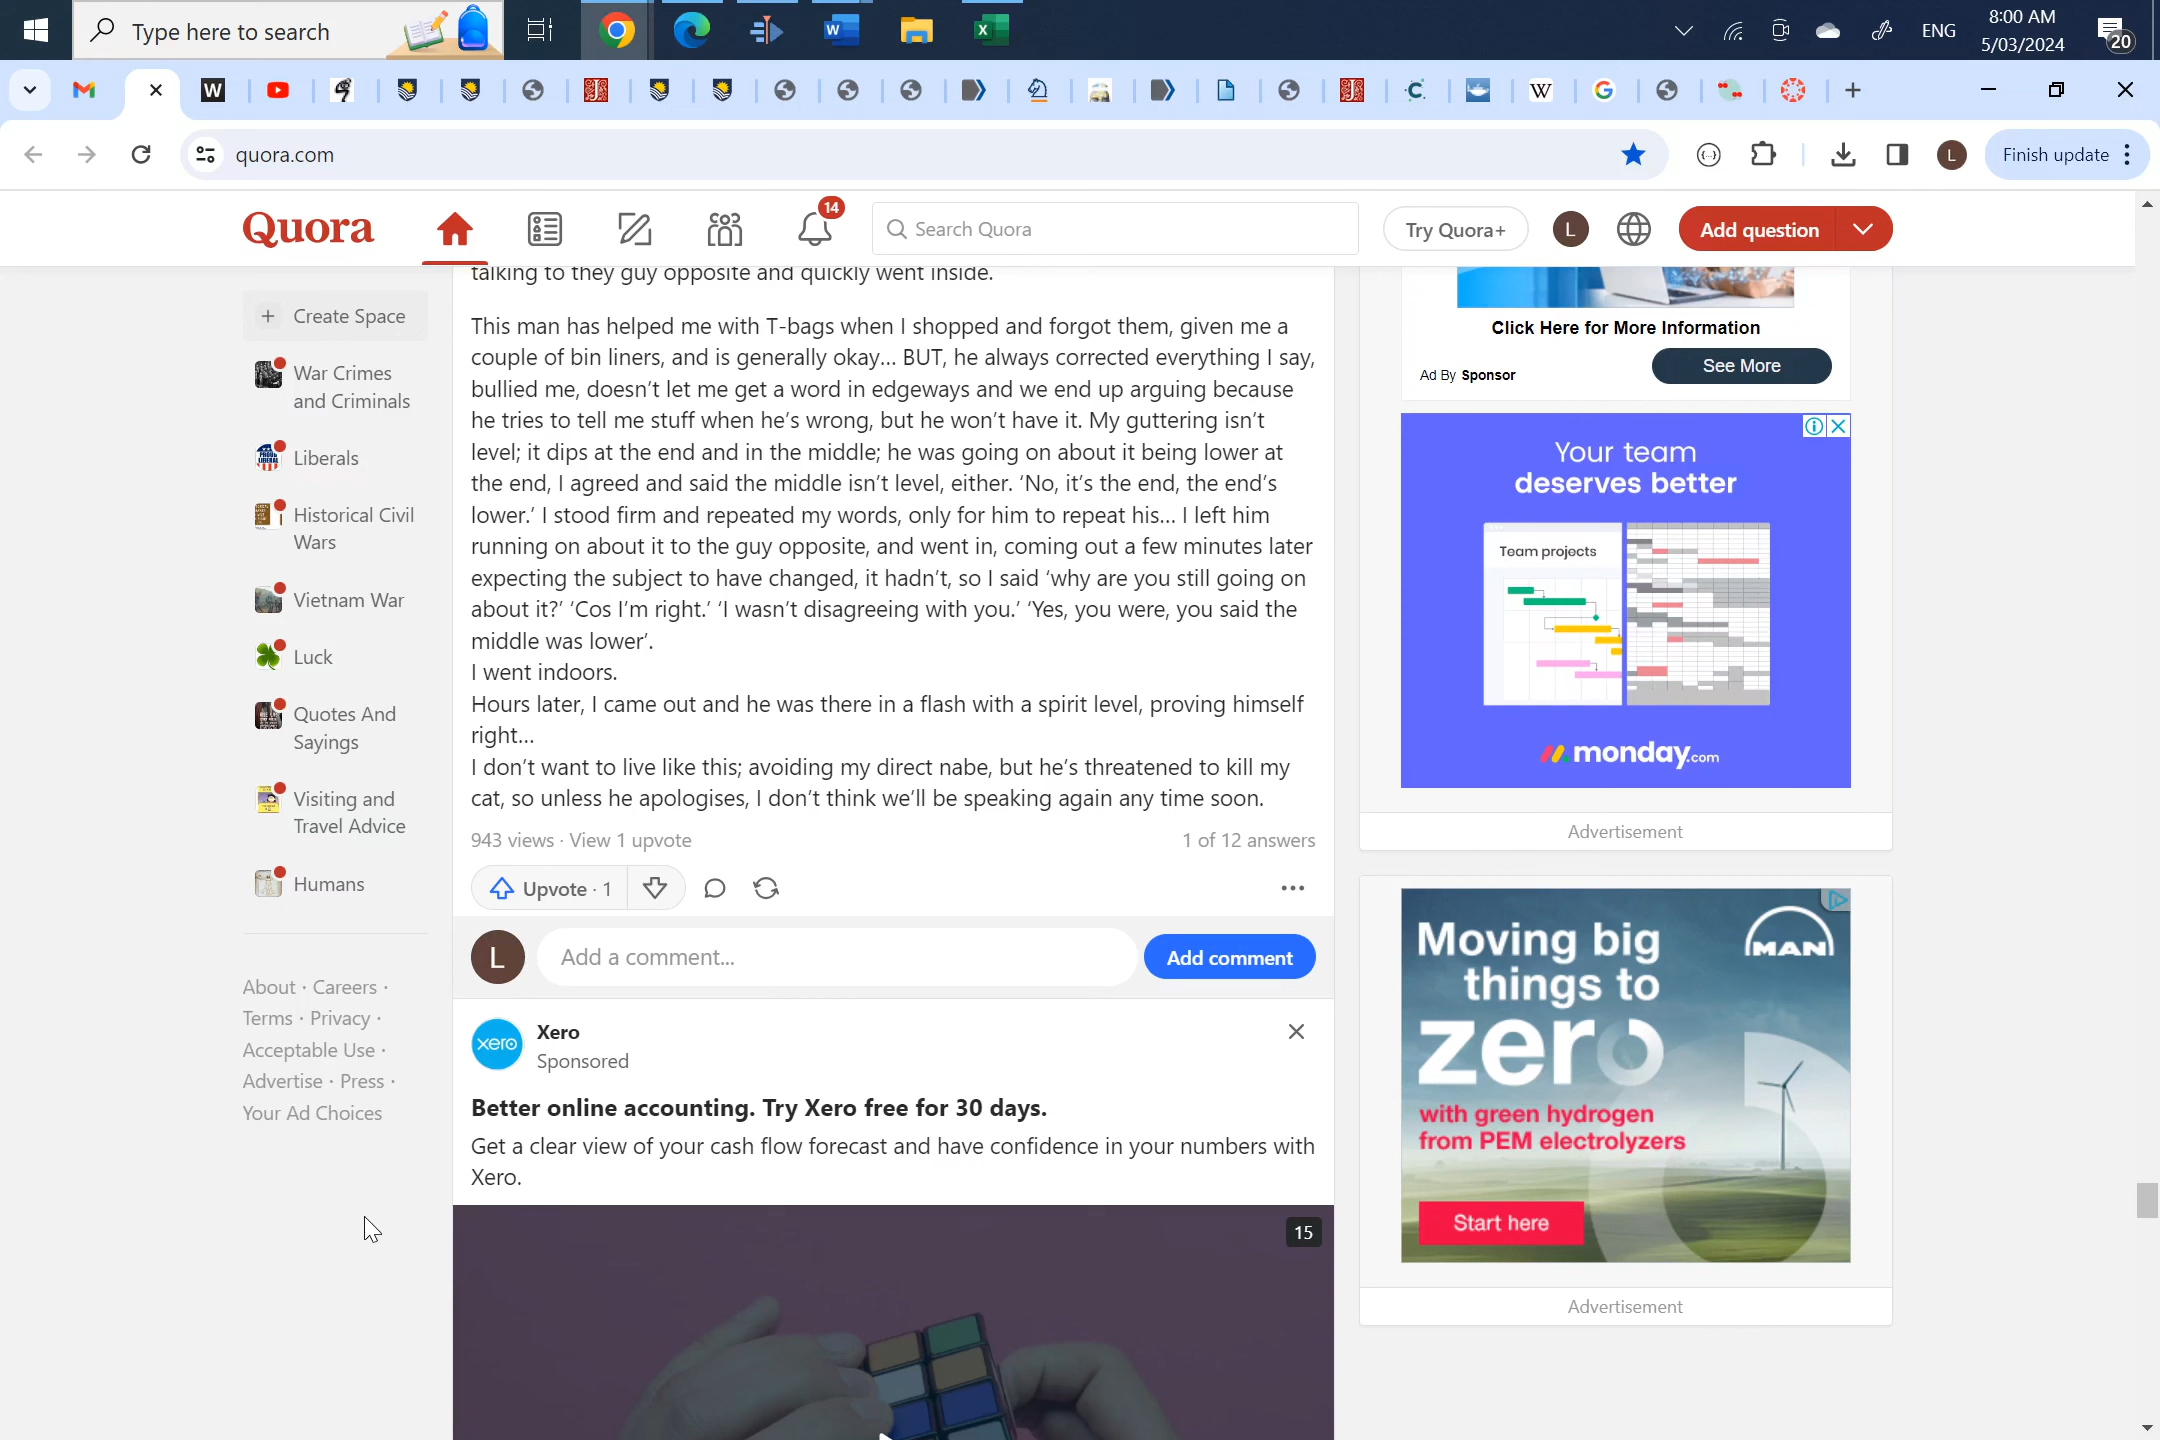 Type here to search
ENG
8:00 AM
5/03/2024
20
quora.com
L
Finish update
Quora
14
Search Quora
Try Quora+
L
Add question
Create Space
War Crimes
and Criminals
Liberals
Historical Civil
Wars
Vietnam War
Luck
Quotes And
Sayings
Visiting and
Travel Advice
Humans
About · Careers ·
Terms · Privacy ·
Acceptable Use ·
Advertise · Press ·
Your Ad Choices
talking to they guy opposite and quickly went inside.
This man has helped me with T-bags when I shopped and forgot them, given me a
couple of bin liners, and is generally okay… BUT, he always corrected everything I say,
bullied me, doesn’t let me get a word in edgeways and we end up arguing because
he tries to tell me stuff when he’s wrong, but he won’t have it. My guttering isn’t
level; it dips at the end and in the middle; he was going on about it being lower at
the end, I agreed and said the middle isn’t level, either. ‘No, it’s the end, the end’s
lower.’ I stood firm and repeated my words, only for him to repeat his… I left him
running on about it to the guy opposite, and went in, coming out a few minutes later
expecting the subject to have changed, it hadn’t, so I said ‘why are you still going on
about it?’ ‘Cos I’m right.’ ‘I wasn’t disagreeing with you.’ ‘Yes, you were, you said the
middle was lower’.
I went indoors.
Hours later, I came out and he was there in a flash with a spirit level, proving himself
right…
I don’t want to live like this; avoiding my direct nabe, but he’s threatened to kill my
cat, so unless he apologises, I don’t think we’ll be speaking again any time soon.
943 views · View 1 upvote
1 of 12 answers
Upvote · 1
L
Add a comment...
Add comment
xero
Xero
Sponsored
Better online accounting. Try Xero free for 30 days.
Get a clear view of your cash flow forecast and have confidence in your numbers with
Xero.
15
Click Here for More Information
Ad By Sponsor
See More
Your team
deserves better
Team projects
monday.com
Advertisement
Moving big
things to
zero
MAN
with green hydrogen
from PEM electrolyzers
Start here
Advertisement